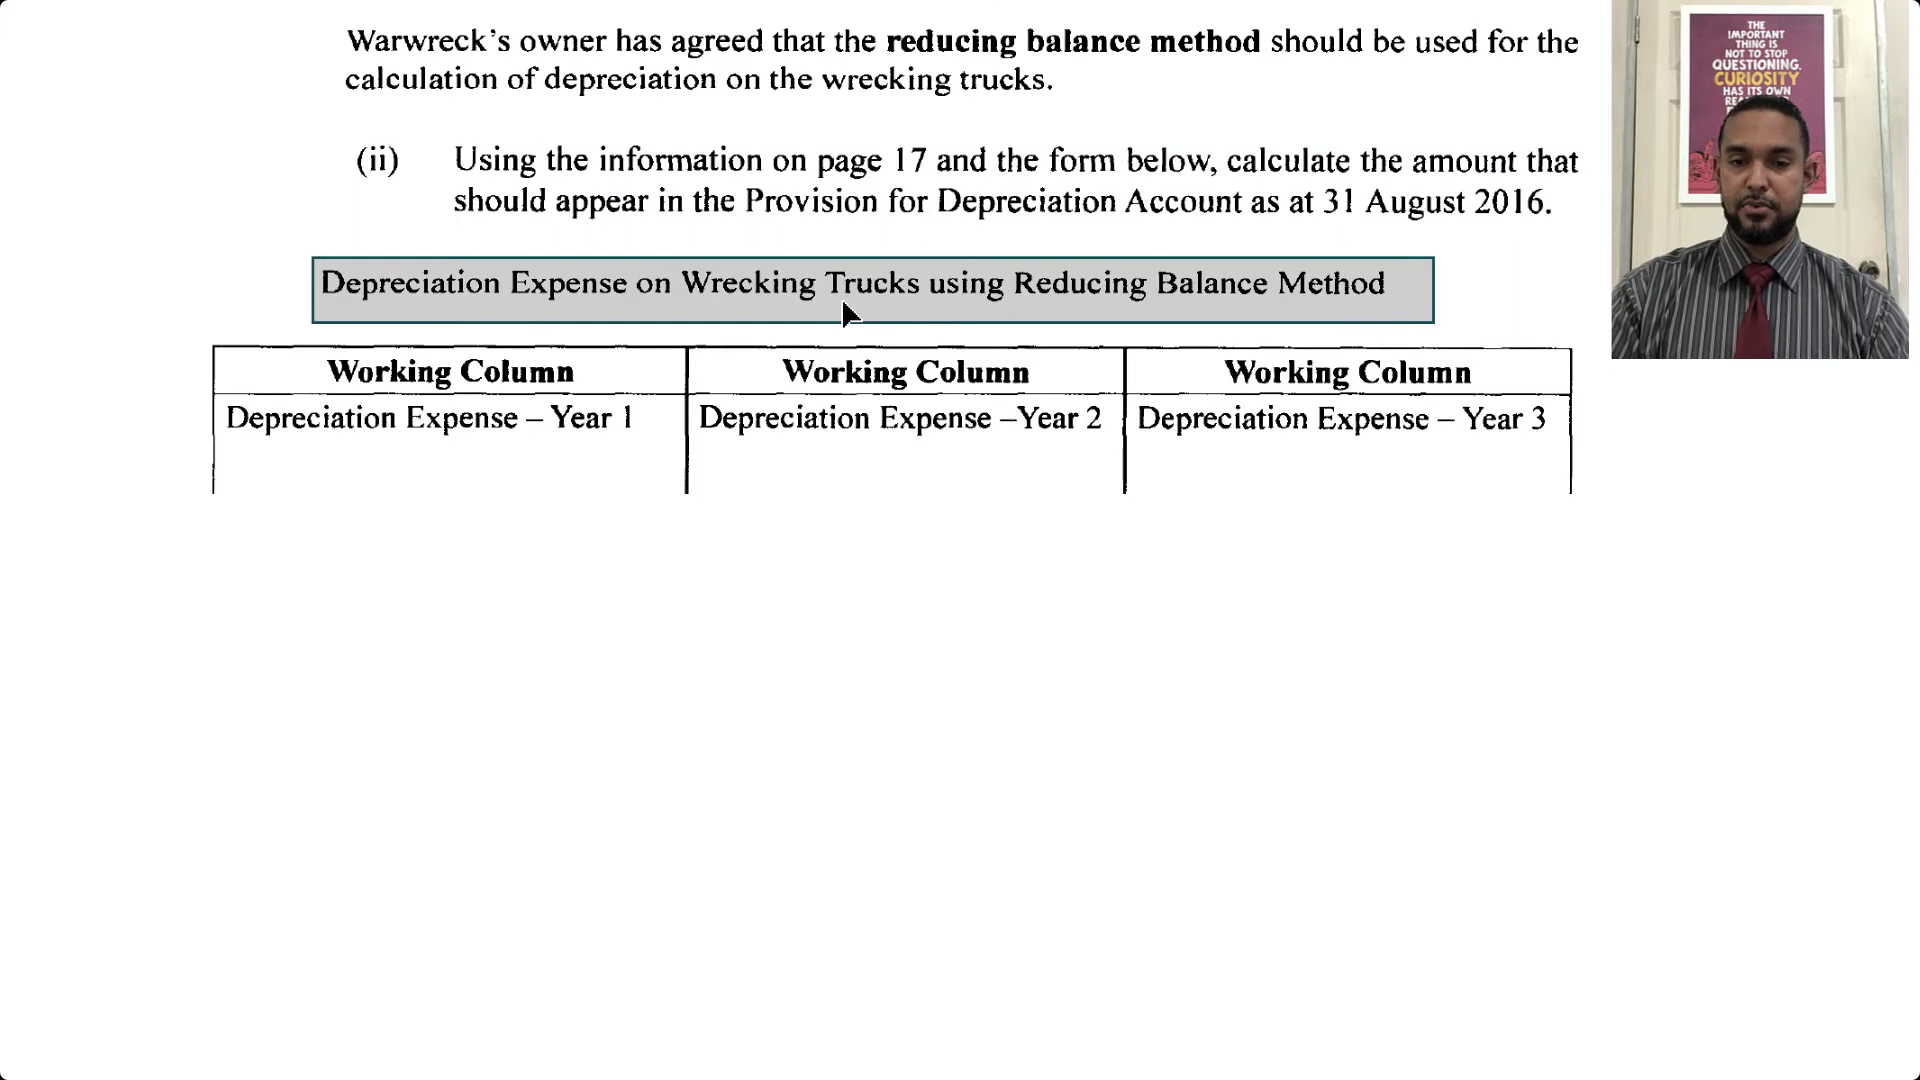 Warwreck's owner has agreed that the reducing balance method should be used for the
calculation of depreciation on the wrecking trucks.
(ii) Using the information on page 17 and the form below, calculate the amount that
should appear in the Provision for Depreciation Account as at 31 August 2016.
Depreciation Expense on Wrecking Trucks using Reducing Balance Method
Working Column Working Column Working Column
Depreciation Expense – Year 1 Depreciation Expense –Year 2 Depreciation Expense – Year 3
THE
IMPORTANT
THING IS
NOT TO STOP
QUESTIONING.
CURIOSITY
HAS ITS OWN